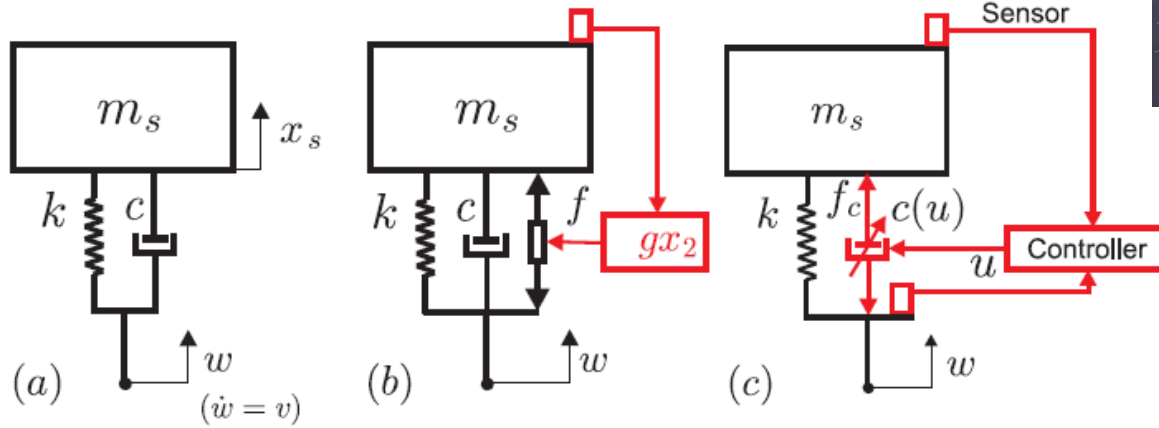 m_s
x_s
k
c
w
(ẇ = v)
(a)
m_s
k
c
f
gx_2
w
(b)
Sensor
m_s
k
f_c
c(u)
u
Controller
w
(c)